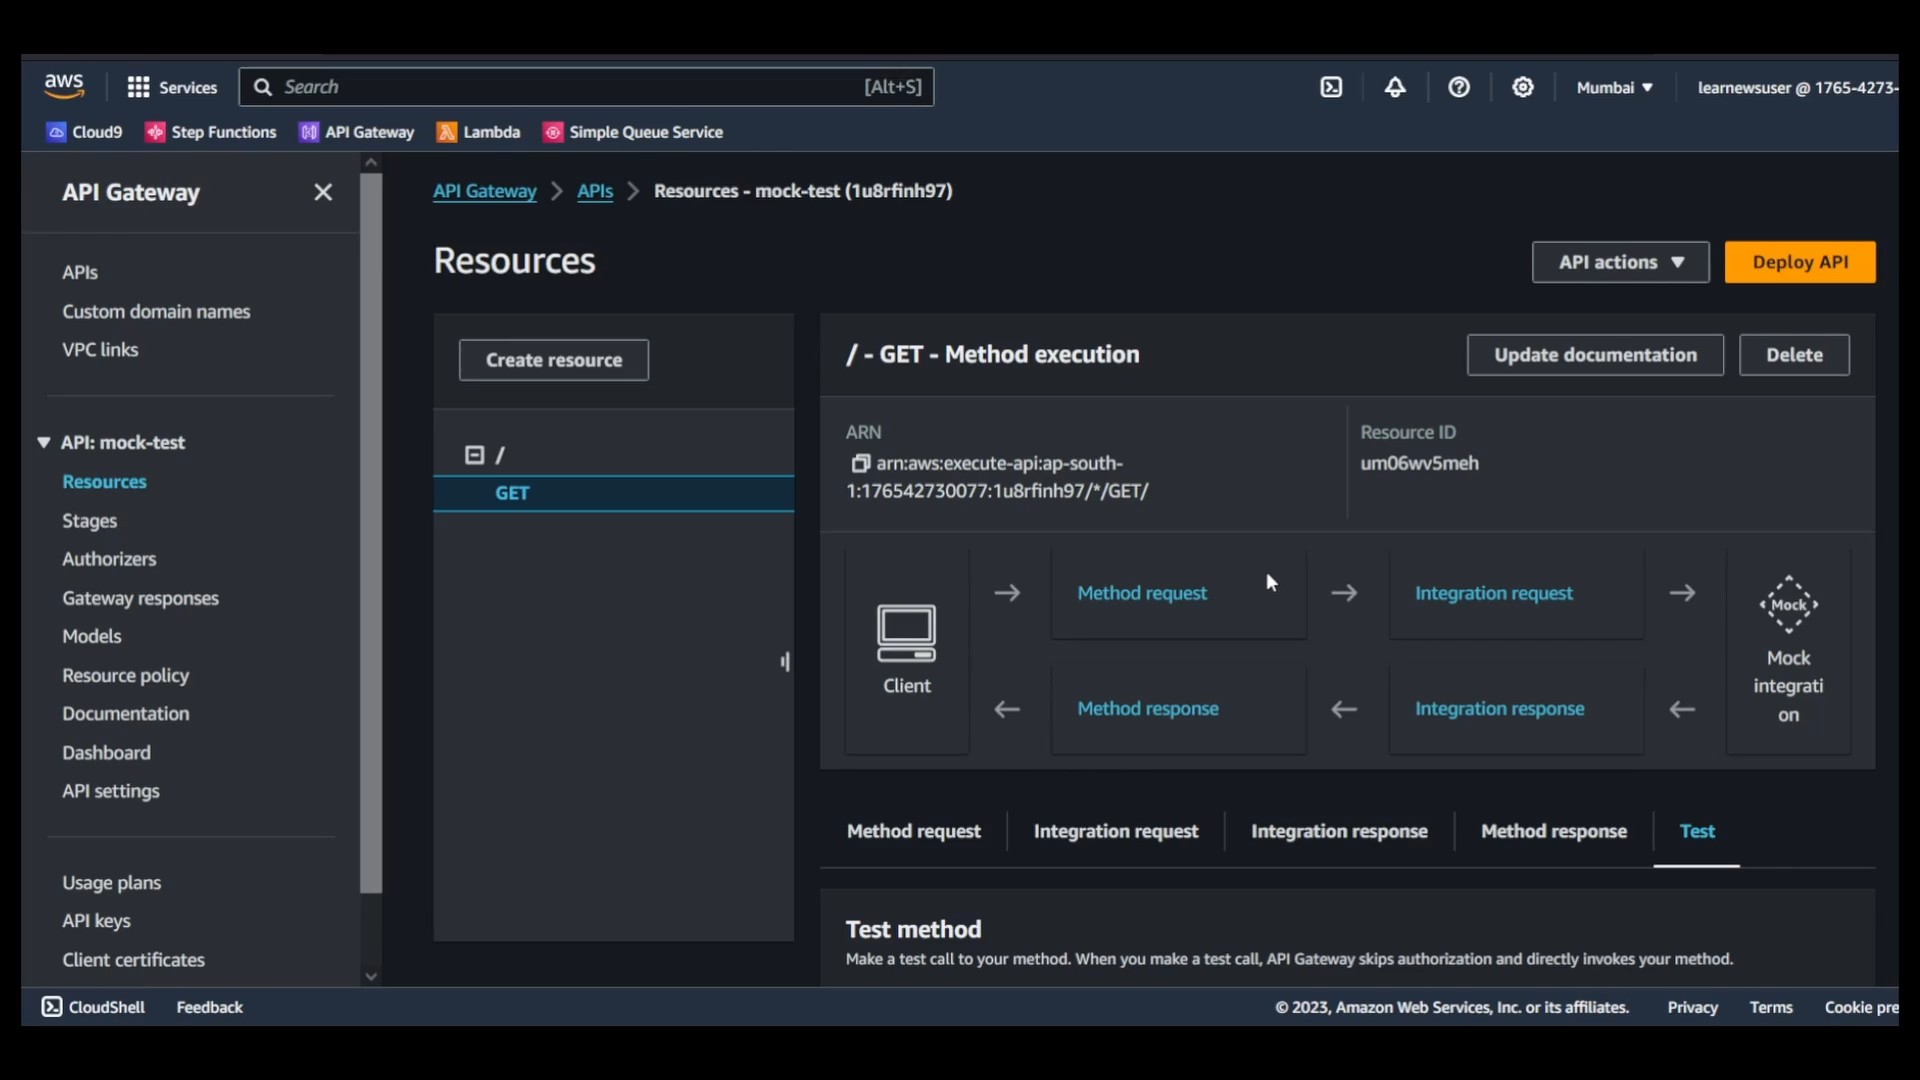 aws
Services
Search
[Alt+S]
Mumbai
learnewsuser @ 1765-4273-
Cloud9
Step Functions
API Gateway
Lambda
Simple Queue Service
API Gateway
APIs
Custom domain names
VPC links
API: mock-test
Resources
Stages
Authorizers
Gateway responses
Models
Resource policy
Documentation
Dashboard
API settings
Usage plans
API keys
Client certificates
API Gateway
APIs
Resources - mock-test (1u8rfinh97)
Resources
API actions
Deploy API
Create resource
/
GET
/ - GET - Method execution
Update documentation
Delete
ARN
arn:aws:execute-api:ap-south-
1:176542730077:1u8rfinh97/*/GET/
Resource ID
um06wv5meh
Client
Method request
Integration request
Method response
Integration response
Mock
Mock
integrati
on
Method request
Integration request
Integration response
Method response
Test
Test method
Make a test call to your method. When you make a test call, API Gateway skips authorization and directly invokes your method.
CloudShell
Feedback
© 2023, Amazon Web Services, Inc. or its affiliates.
Privacy
Terms
Cookie pre